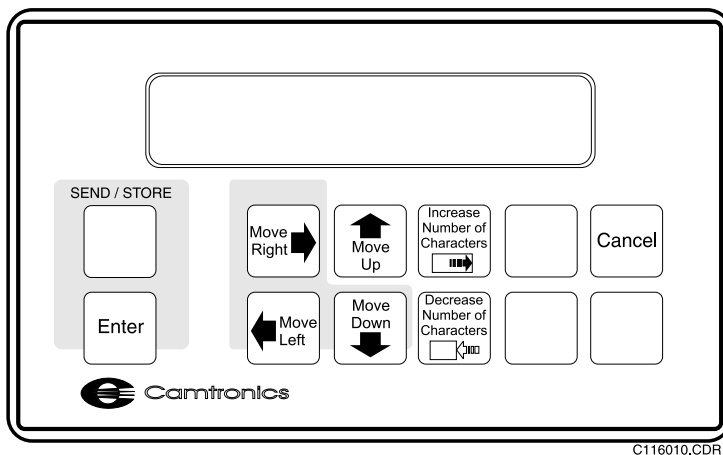 SEND / STORE
Move
Right
Move
Up
Increase
Number of
Characters
Cancel
Enter
Move
Left
Move
Down
Decrease
Number of
Characters
Camtronics
C116010.CDR